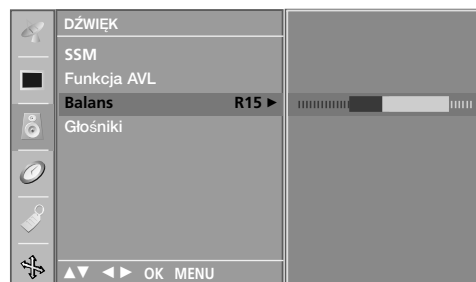 DŹWIĘK
SSM
Funkcja AVL
Balans R15 ►
Głośniki
▲▼ ◄► OK MENU